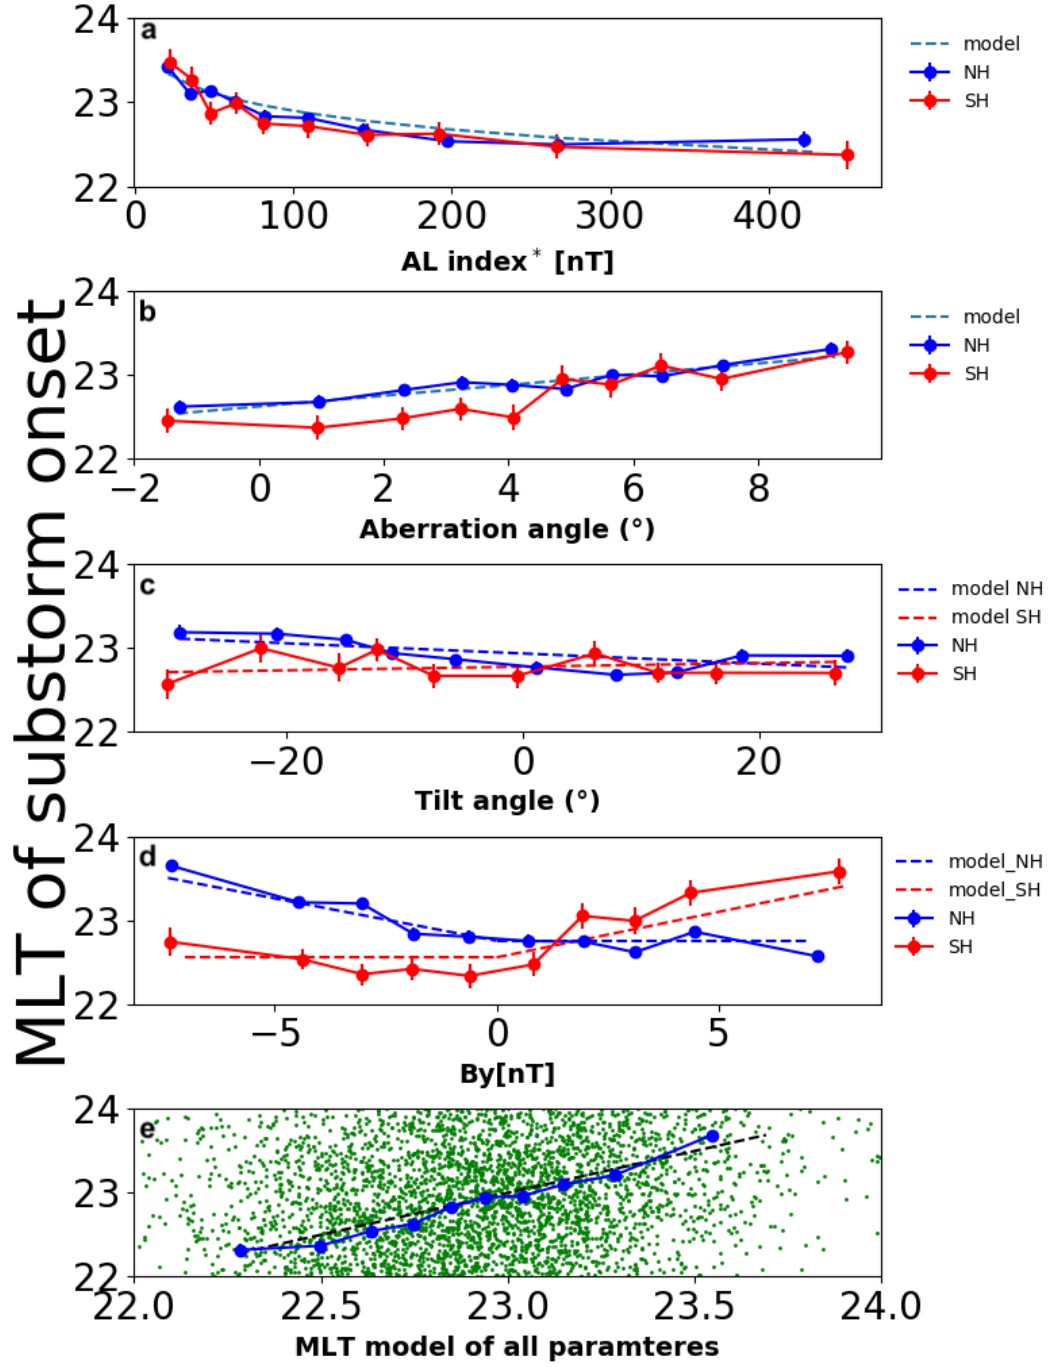 MLT of substorm onset
a
24
23
22
0 100 200 300 400
AL index* [nT]
model
NH
SH
b
24
23
22
−2 0 2 4 6 8
Aberration angle (°)
model
NH
SH
c
24
23
22
−20 0 20
Tilt angle (°)
model NH
model SH
NH
SH
d
24
23
22
−5 0 5
By[nT]
model_NH
model_SH
NH
SH
e
24
23
22
22.0 22.5 23.0 23.5 24.0
MLT model of all paramteres